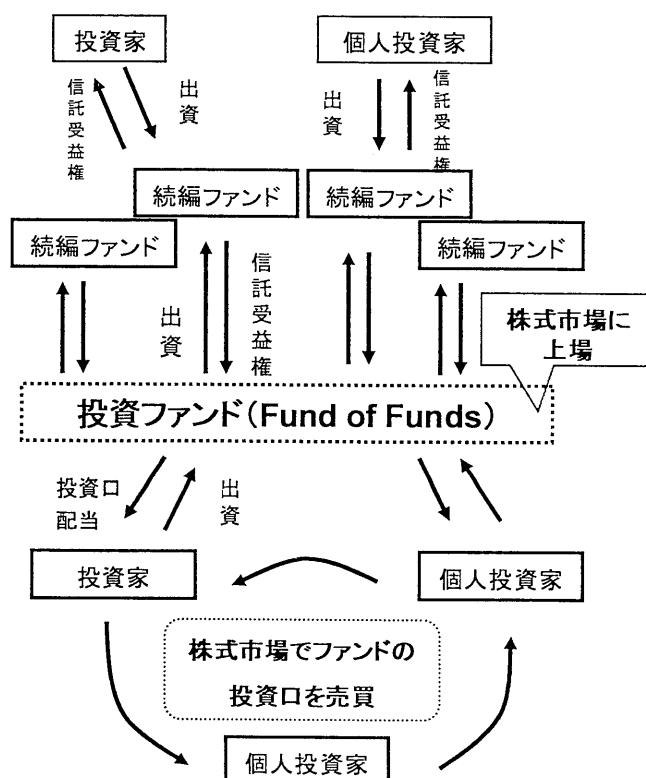 投資家
個人投資家
信託受益権
出資
出資
信託受益権
続編ファンド
続編ファンド
続編ファンド
続編ファンド
出資
信託受益権
株式市場に
上場
投資ファンド(Fund of Funds)
投資口
配当
出資
投資家
個人投資家
株式市場でファンドの
投資口を売買
個人投資家